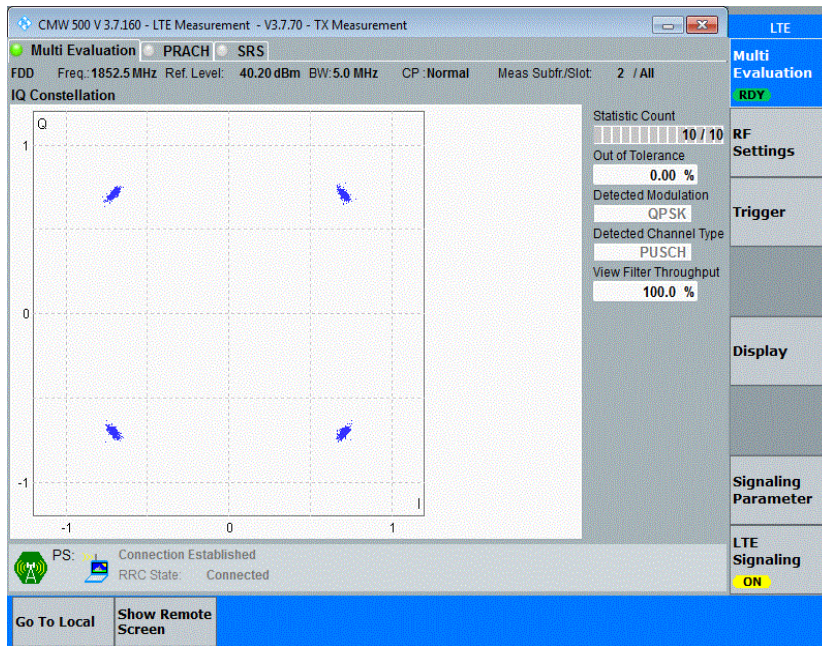 CMW 500 V 3.7.160 - LTE Measurement - V3.7.70 - TX Measurement
LTE
Multi Evaluation PRACH SRS
FDD Freq.: 1852.5 MHz Ref. Level: 40.20 dBm BW: 5.0 MHz CP : Normal Meas Subfr./Slot: 2 / All
IQ Constellation
Q
1
0
-1
I
-1 0 1
Statistic Count
10 / 10
Out of Tolerance
0.00 %
Detected Modulation
QPSK
Detected Channel Type
PUSCH
View Filter Throughput
100.0 %
Multi
Evaluation
RDY
RF
Settings
Trigger
Display
Signaling
Parameter
LTE
Signaling
ON
PS: Connection Established
RRC State: Connected
Go To Local
Show Remote
Screen